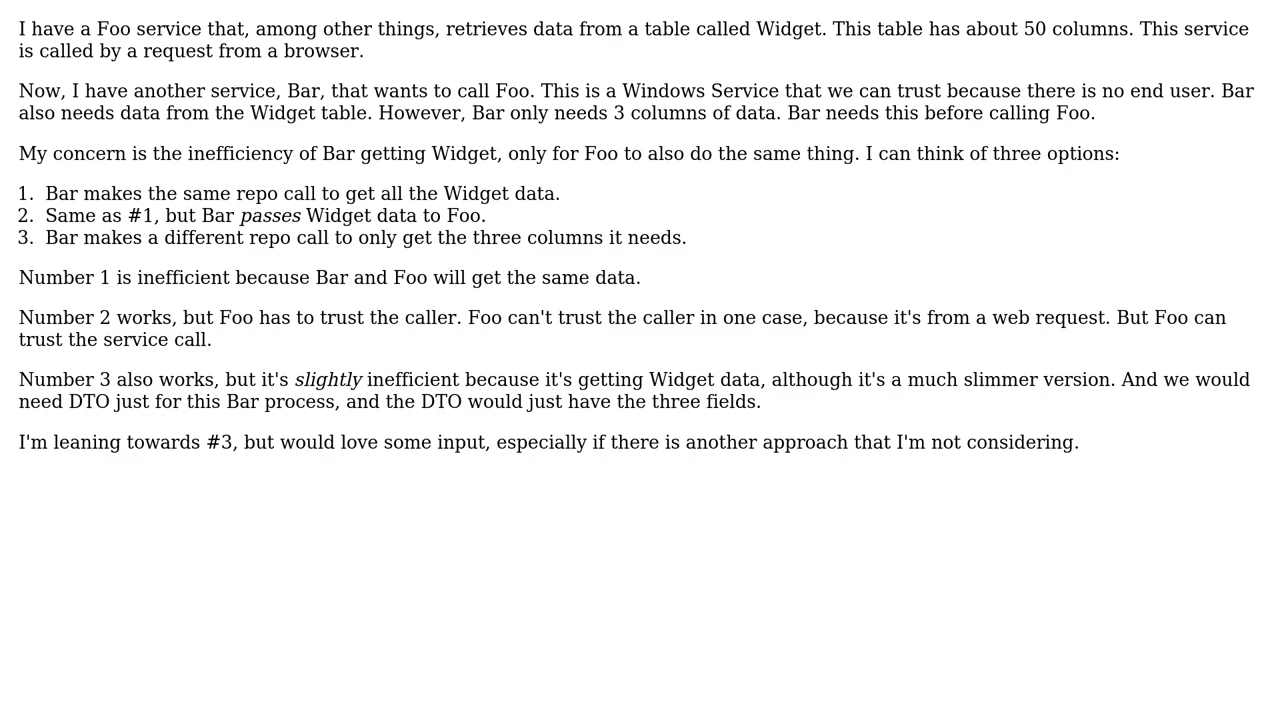 I have a Foo service that, among other things, retrieves data from a table called Widget. This table has about 50 columns. This service
is called by a request from a browser.
Now, I have another service, Bar, that wants to call Foo. This is a Windows Service that we can trust because there is no end user. Bar
also needs data from the Widget table. However, Bar only needs 3 columns of data. Bar needs this before calling Foo.
My concern is the inefficiency of Bar getting Widget, only for Foo to also do the same thing. I can think of three options:
1. Bar makes the same repo call to get all the Widget data.
2. Same as #1, but Bar passes Widget data to Foo.
3. Bar makes a different repo call to only get the three columns it needs.
Number 1 is inefficient because Bar and Foo will get the same data.
Number 2 works, but Foo has to trust the caller. Foo can't trust the caller in one case, because it's from a web request. But Foo can
trust the service call.
Number 3 also works, but it's slightly inefficient because it's getting Widget data, although it's a much slimmer version. And we would
need DTO just for this Bar process, and the DTO would just have the three fields.
I'm leaning towards #3, but would love some input, especially if there is another approach that I'm not considering.